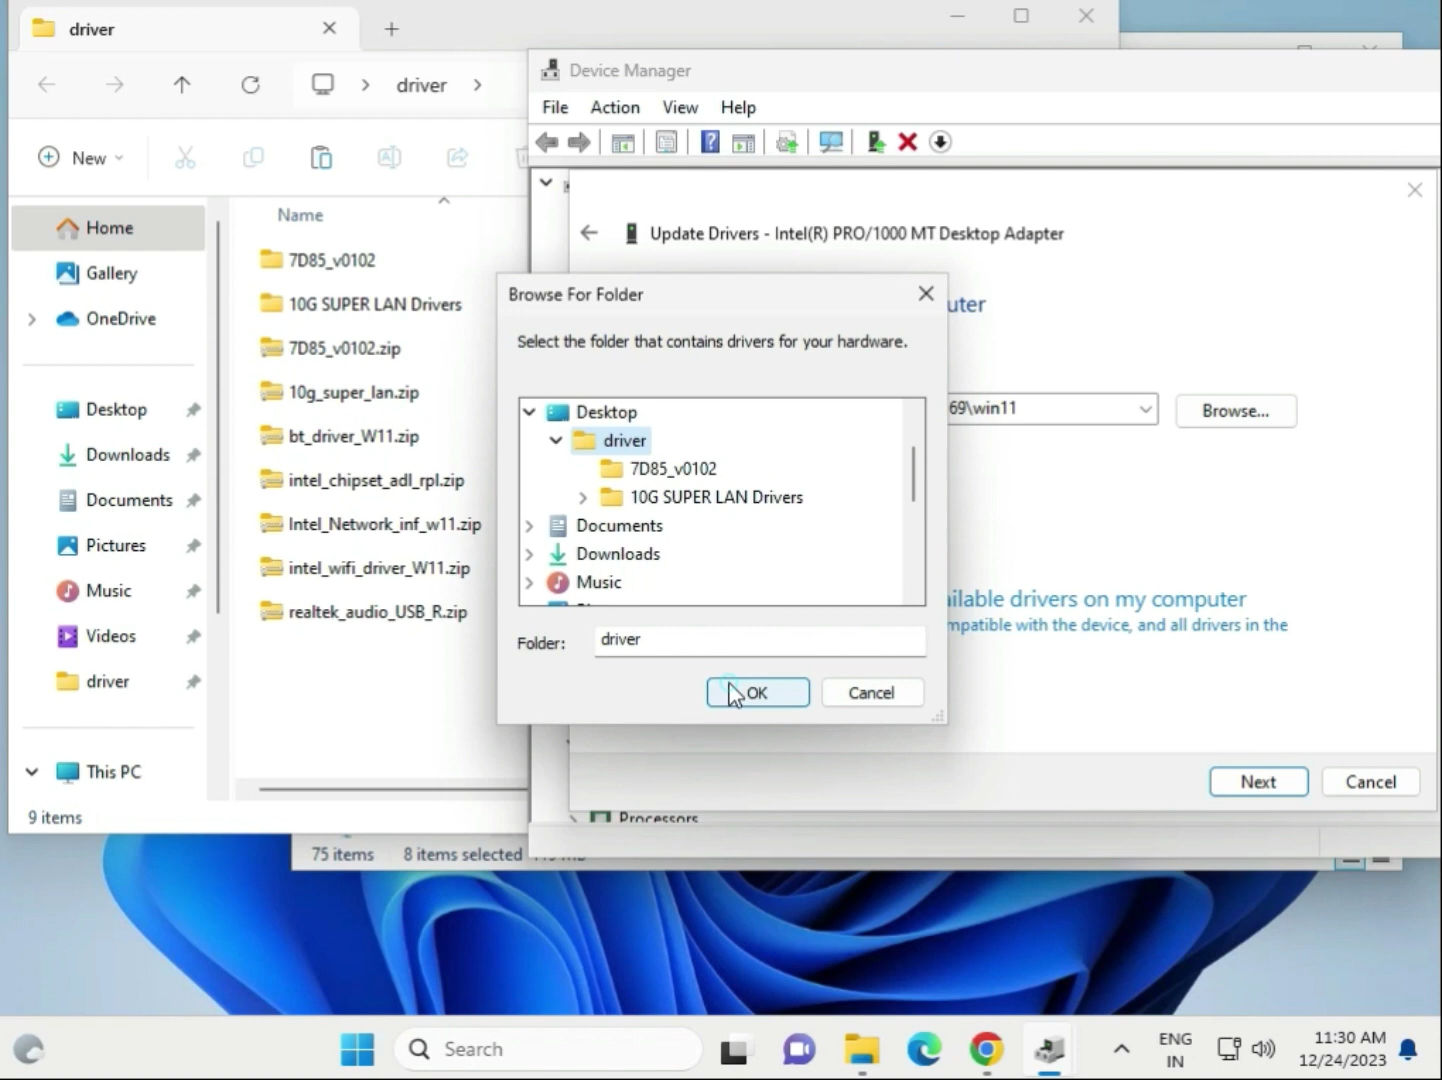 driver
driver
New
Home
Gallery
OneDrive
Desktop
Downloads
Documents
Pictures
Music
Videos
driver
This PC
9 items
Name
7D85_v0102
10G SUPER LAN Drivers
7D85_v0102.zip
10g_super_lan.zip
bt_driver_W11.zip
intel_chipset_adl_rpl.zip
Intel_Network_inf_w11.zip
intel_wifi_driver_W11.zip
realtek_audio_USB_R.zip
75 items 8 items selected
Device Manager
File Action View Help
Update Drivers - Intel(R) PRO/1000 MT Desktop Adapter
uter
69\win11
Browse...
ilable drivers on my computer
mpatible with the device, and all drivers in the
Next Cancel
Processors
Browse For Folder
Select the folder that contains drivers for your hardware.
Desktop
driver
7D85_v0102
10G SUPER LAN Drivers
Documents
Downloads
Music
Folder: driver
OK Cancel
Search
ENG
IN
11:30 AM
12/24/2023